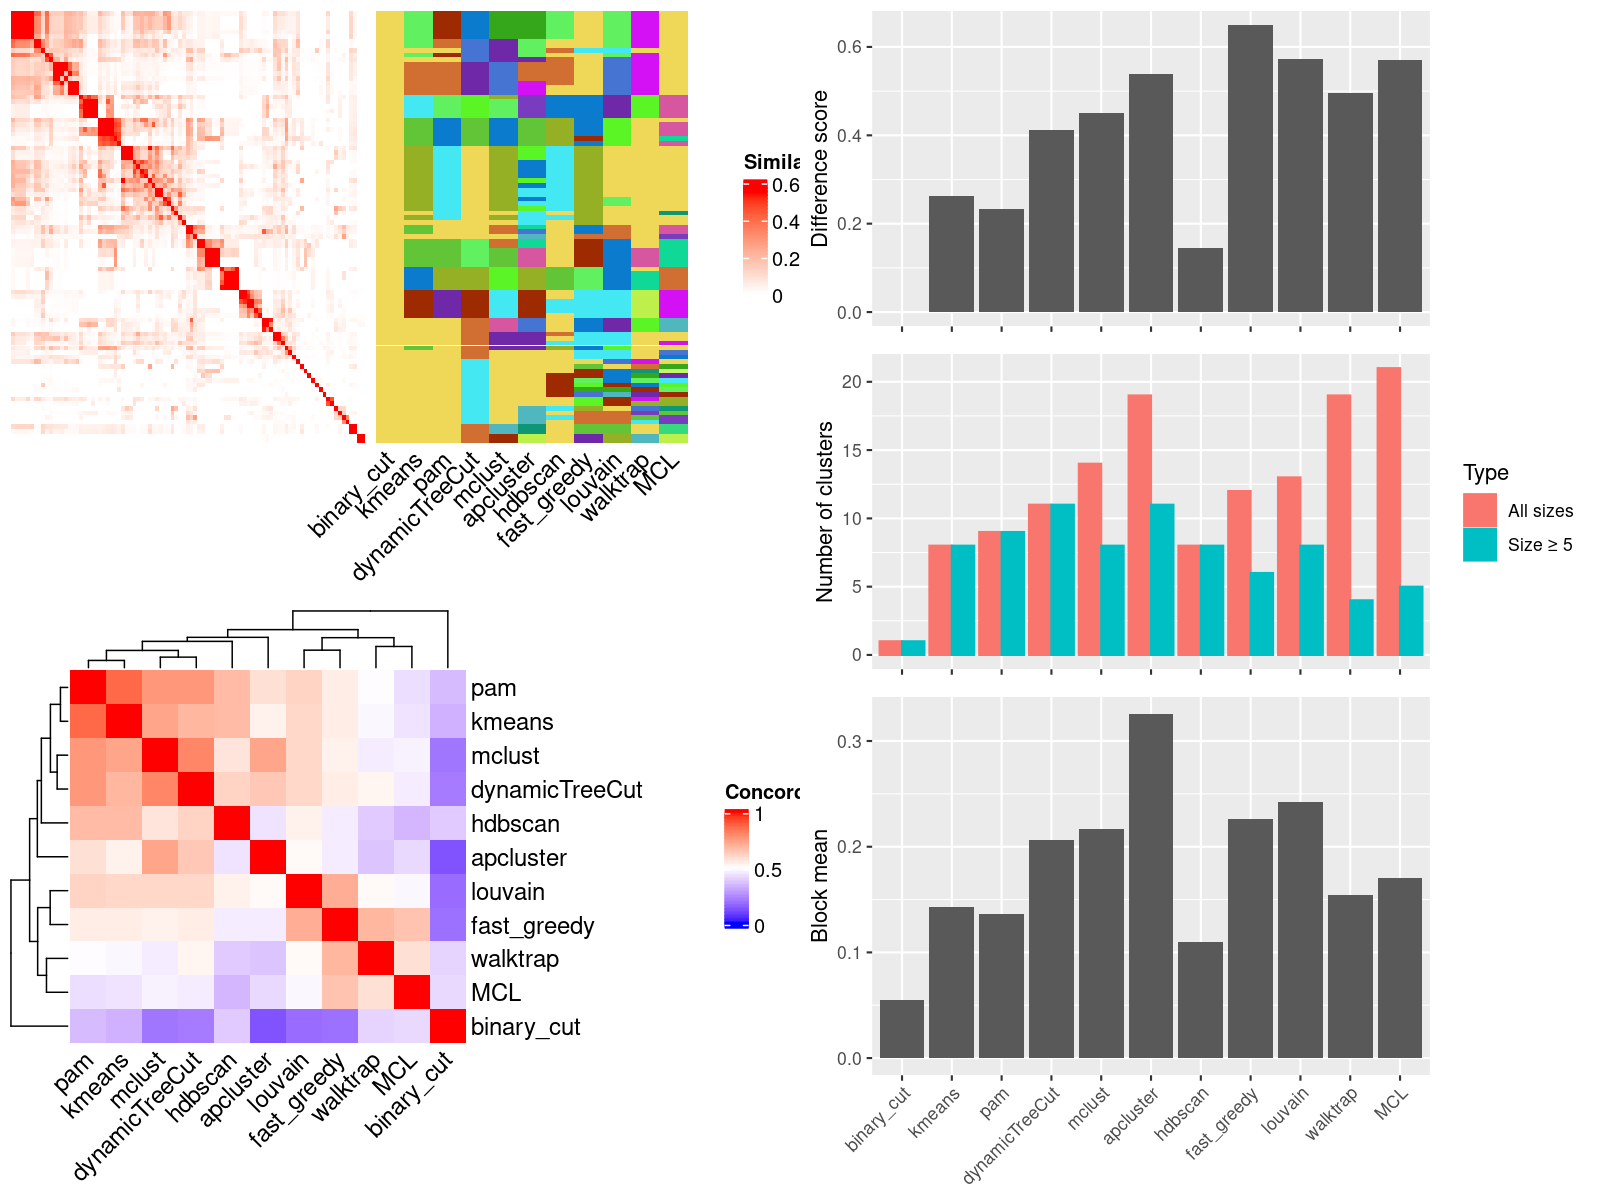 Simila
0.6
0.4
0.2
0
binary_cut
kmeans
pam
dynamicTreeCut
mclust
apcluster
hdbscan
fast_greedy
louvain
walktrap
MCL
Difference score
0.6
0.4
0.2
0.0
Number of clusters
20
15
10
5
0
Type
All sizes
Size ≥ 5
pam
kmeans
mclust
dynamicTreeCut
hdbscan
apcluster
louvain
fast_greedy
walktrap
MCL
binary_cut
pam
kmeans
mclust
dynamicTreeCut
hdbscan
apcluster
louvain
fast_greedy
walktrap
MCL
binary_cut
Concord
1
0.5
0
Block mean
0.3
0.2
0.1
0.0
binary_cut
kmeans
pam
dynamicTreeCut
mclust
apcluster
hdbscan
fast_greedy
louvain
walktrap
MCL